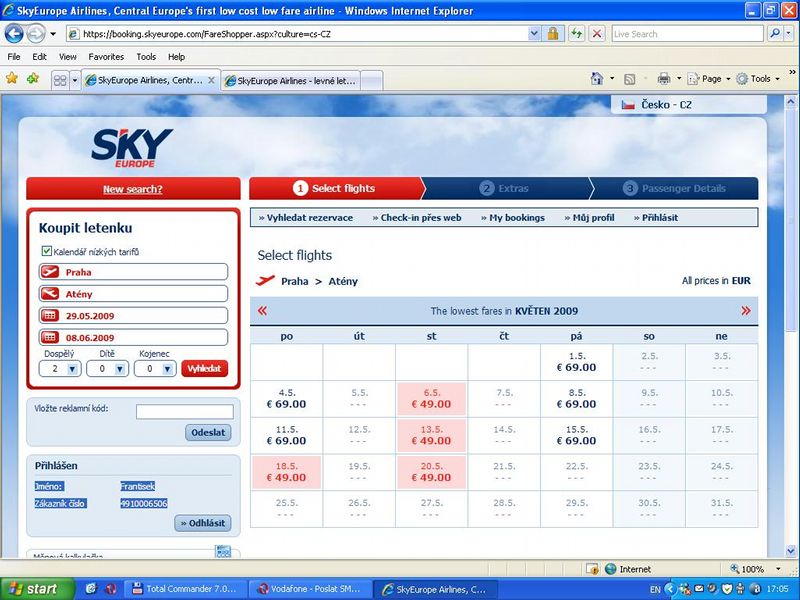 SkyEurope Airlines, Central Europe's first low cost low fare airline - Windows Internet Explorer
https://booking.skyeurope.com/FareShopper.aspx?culture=cs-CZ
Live Search
File Edit View Favorites Tools Help
SkyEurope Airlines, Centr...
SkyEurope Airlines - levné let...
Page
Tools
Česko - CZ
SKY
EUROPE
New search?
1 Select flights
2 Extras
3 Passenger Details
» Vyhledat rezervace » Check-in přes web » My bookings » Můj profil » Přihlásit
Koupit letenku
Kalendář nízkých tarifů
Praha
Atény
29.05.2009
08.06.2009
Dospělý Dítě Kojenec
2 0 0 Vyhledat
Vložte reklamní kód:
Odeslat
Přihlášen
Jméno: Frantisek
Zákazník číslo 4910006506
» Odhlásit
Měnová kalkulačka
Select flights
Praha > Atény
All prices in EUR
« The lowest fares in KVĚTEN 2009 »
po út st čt pá so ne
1.5. 2.5. 3.5.
€ 69.00 - - - - - -
4.5. 5.5. 6.5. 7.5. 8.5. 9.5. 10.5.
€ 69.00 - - - € 49.00 - - - € 69.00 - - - - - -
11.5. 12.5. 13.5. 14.5. 15.5. 16.5. 17.5.
€ 69.00 - - - € 49.00 - - - € 69.00 - - - - - -
18.5. 19.5. 20.5. 21.5. 22.5. 23.5. 24.5.
€ 49.00 - - - € 49.00 - - - - - - - - - - - -
25.5. 26.5. 27.5. 28.5. 29.5. 30.5. 31.5.
- - - - - - - - - - - - - - - - - - - - -
Internet
100%
start
Total Commander 7.0...
Vodafone - Poslat SM...
SkyEurope Airlines, C...
EN
17:05